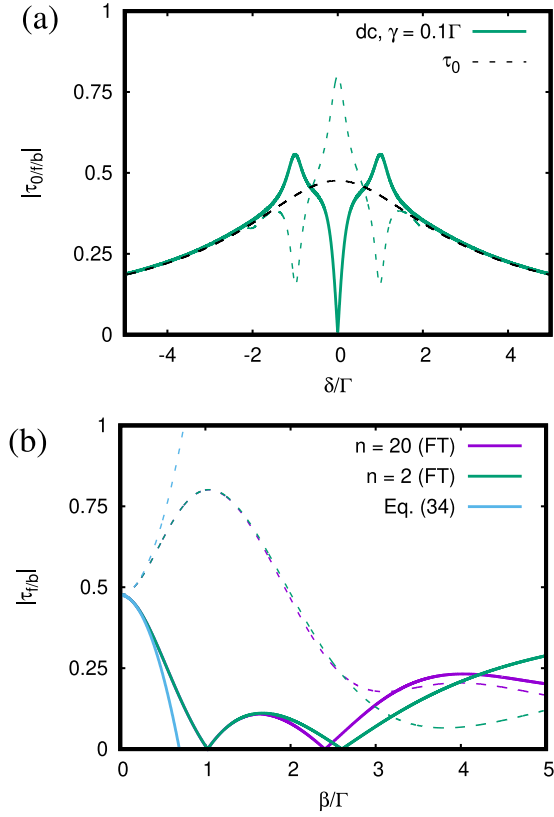 (a)
dc, γ = 0.1Γ
τ0
|τ0/f/b|
1
0.75
0.5
0.25
0
-4 -2 0 2 4
δ/Γ
(b)
n = 20 (FT)
n = 2 (FT)
Eq. (34)
|τf/b|
1
0.75
0.5
0.25
0
0 1 2 3 4 5
β/Γ